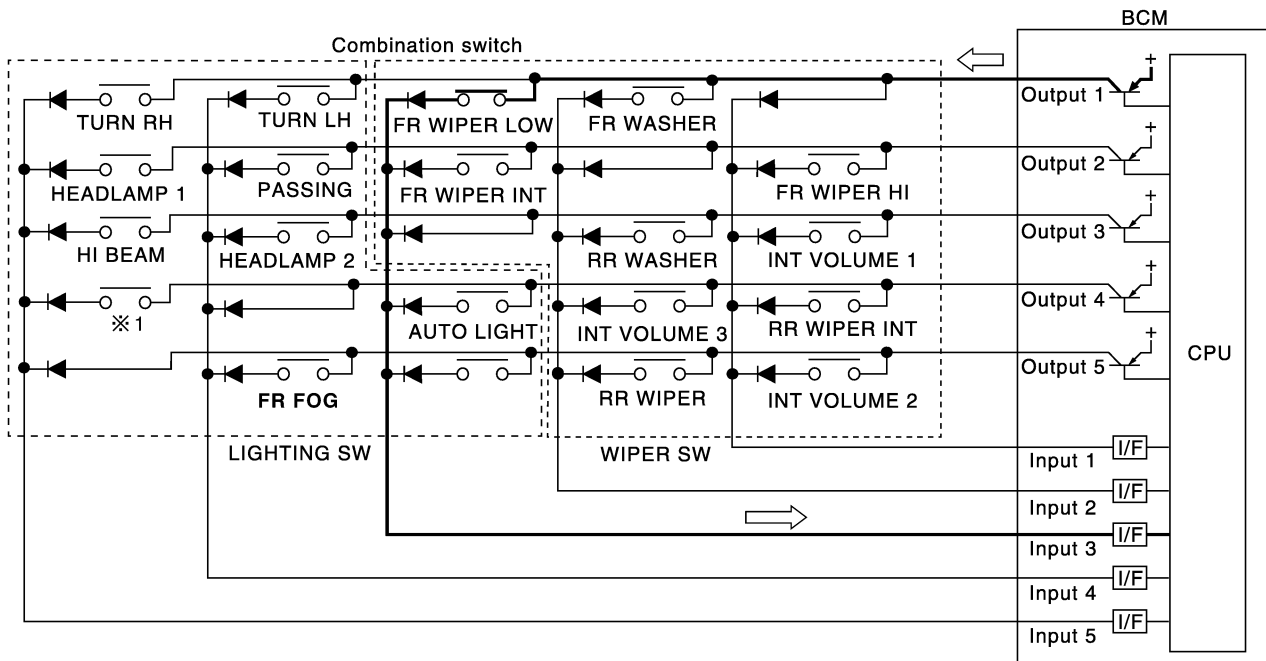 BCM
Combination switch
+
Output 1
TURN RH
TURN LH
FR WIPER LOW
FR WASHER
+
Output 2
HEADLAMP 1
PASSING
FR WIPER INT
FR WIPER HI
+
Output 3
HI BEAM
HEADLAMP 2
RR WASHER
INT VOLUME 1
+
Output 4
※1
AUTO LIGHT
INT VOLUME 3
RR WIPER INT
+
Output 5
CPU
FR FOG
RR WIPER
INT VOLUME 2
LIGHTING SW
WIPER SW
Input 1
I/F
Input 2
I/F
Input 3
I/F
Input 4
I/F
Input 5
I/F